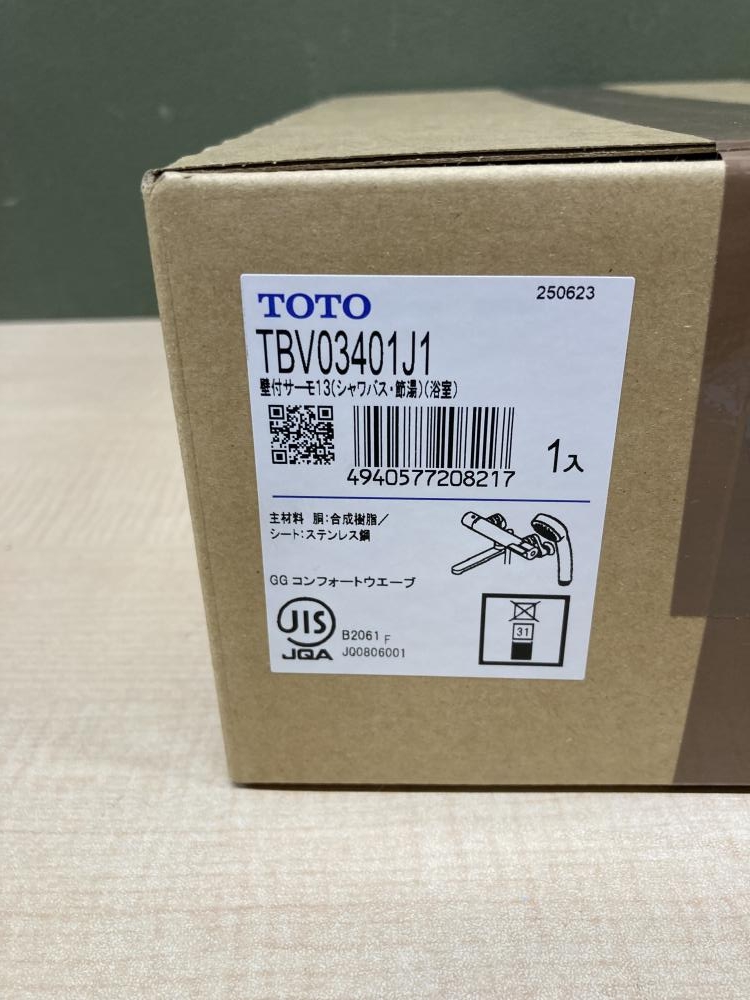 TOTO
250623
TBV03401J1
壁付サーモ13(シャワバス・節湯)(浴室)
4940577208217
1入
主材料 胴:合成樹脂/
シート:ステンレス鋼
GG コンフォートウエーブ
JIS
JQA
B2061 F
JQ0806001
31